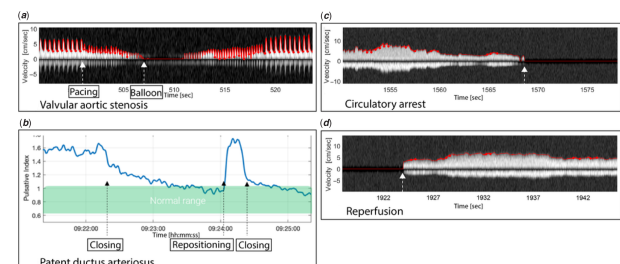 (a)
Velocity [cm/sec]
10
5
0
−5
505
510
520
Time [sec]
Pacing
Balloon
Valvular aortic stenosis
(b)
Pulsative Index
1.6
1.4
1.2
1
0.8
0.6
Normal range
09:22:00
09:23:00
09:24:00
09:25:00
Time [hh:mm:ss]
Closing
Repositioning
Closing
Patent ductus arteriosus
(c)
Velocity [cm/sec]
10
5
0
−5
1555
1560
1565
1570
1575
Time [sec]
Circulatory arrest
(d)
Velocity [cm/sec]
10
5
0
−5
1922
1927
1932
1937
1942
Time [sec]
Reperfusion